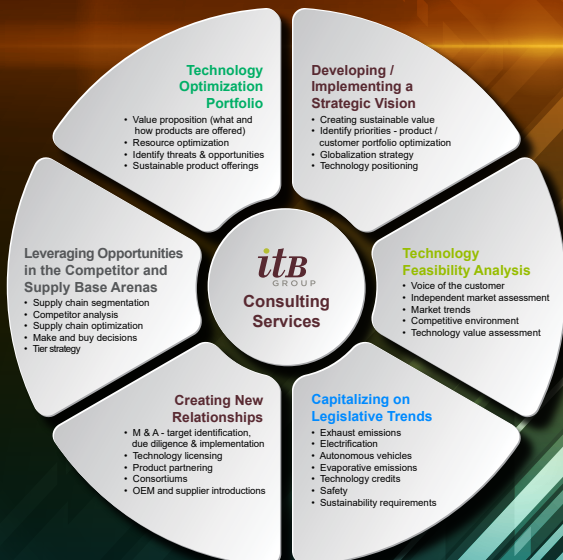 Technology
Optimization
Portfolio
• Value proposition (what and
how products are offered)
• Resource optimization
• Identify threats & opportunities
• Sustainable product offerings
Developing /
Implementing a
Strategic Vision
• Creating sustainable value
• Identify priorities - product /
customer portfolio optimization
• Globalization strategy
• Technology positioning
Leveraging Opportunities
in the Competitor and
Supply Base Arenas
• Supply chain segmentation
• Competitor analysis
• Supply chain optimization
• Make and buy decisions
• Tier strategy
itB
GROUP
Consulting
Services
Technology
Feasibility Analysis
• Voice of the customer
• Independent market assessment
• Market trends
• Competitive environment
• Technology value assessment
Creating New
Relationships
• M & A - target identification,
due diligence & implementation
• Technology licensing
• Product partnering
• Consortiums
• OEM and supplier introductions
Capitalizing on
Legislative Trends
• Exhaust emissions
• Electrification
• Autonomous vehicles
• Evaporative emissions
• Technology credits
• Safety
• Sustainability requirements